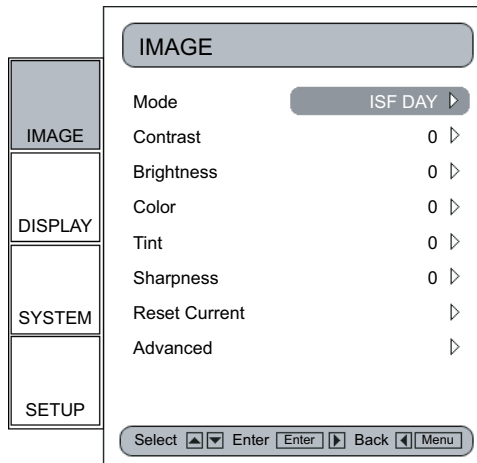 IMAGE
DISPLAY
SYSTEM
SETUP
IMAGE
Mode ISF DAY
Contrast 0
Brightness 0
Color 0
Tint 0
Sharpness 0
Reset Current
Advanced
Select Enter Enter Back Menu